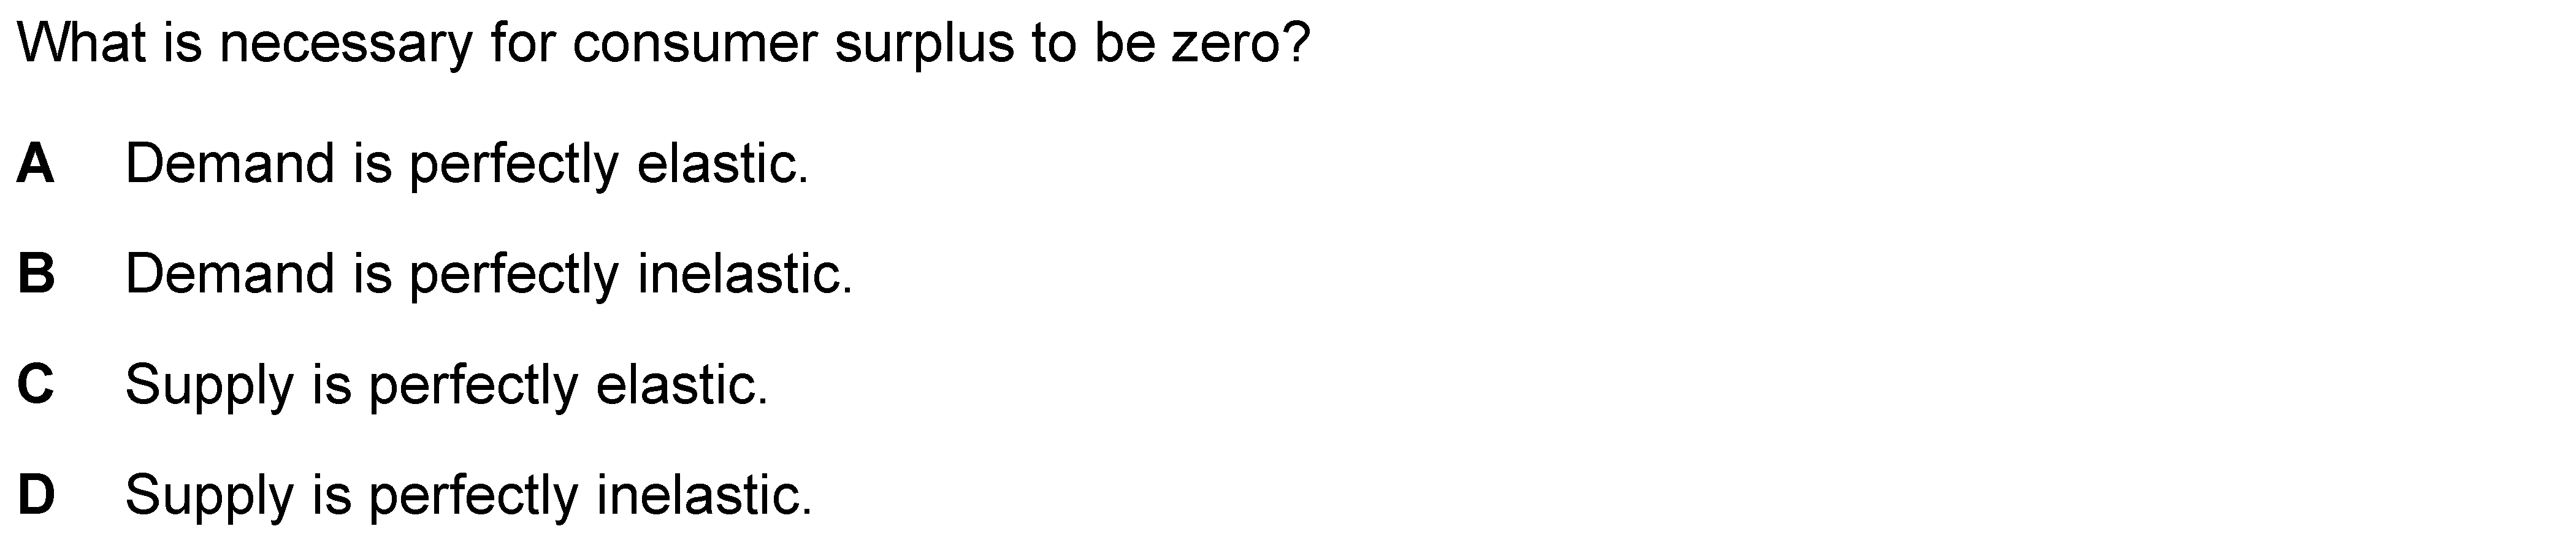 What is necessary for consumer surplus to be zero?
A Demand is perfectly elastic.
B Demand is perfectly inelastic.
C Supply is perfectly elastic.
D Supply is perfectly inelastic.